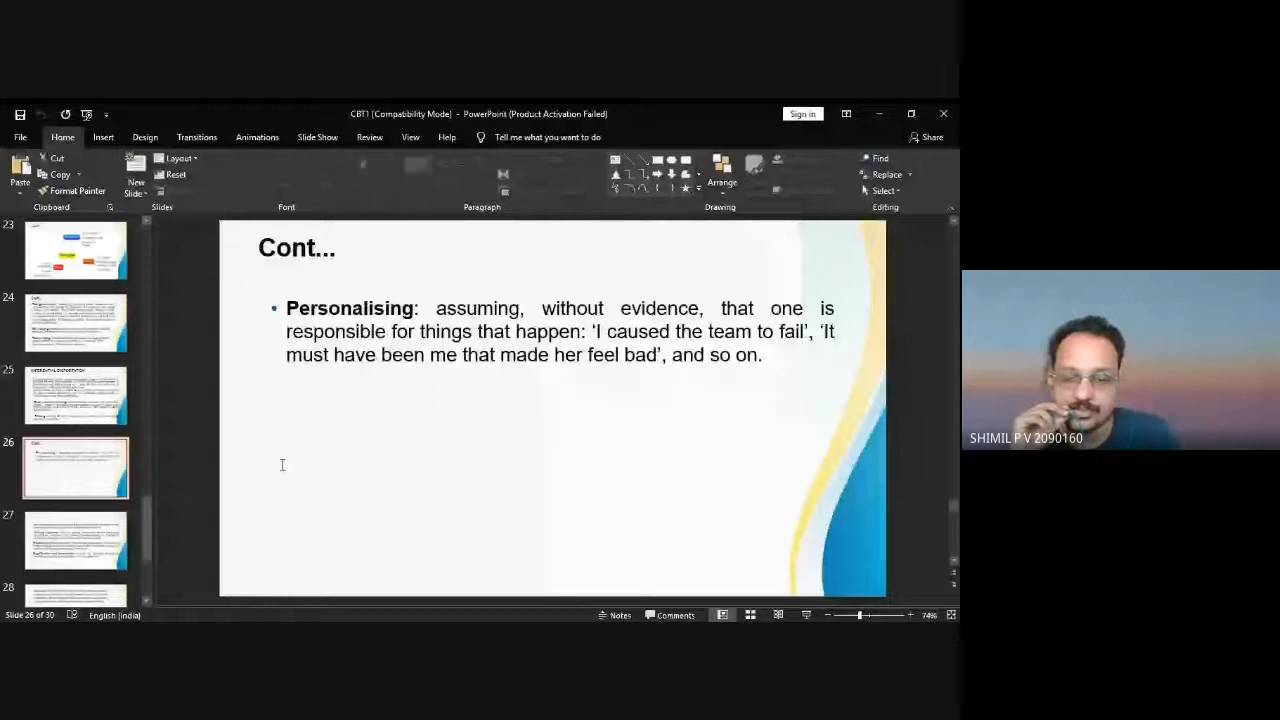 CBT1 (Compatibility Mode) - PowerPoint (Product Activation Failed)
Sign in
File Home Insert Design Transitions Animations Slide Show Review View Help Tell me what you want to do Share
Paste Cut Copy Format Painter
New Slide Layout Reset
Arrange
Find Replace Select
Clipboard Slides Font Paragraph Drawing Editing
23
24
25
26
27
28
Cont...
• Personalising: assuming, without evidence, that one is
responsible for things that happen: ‘I caused the team to fail’, ‘It
must have been me that made her feel bad’, and so on.
SHIMIL P V 2090160
Slide 26 of 30 English (India) Notes Comments 74%